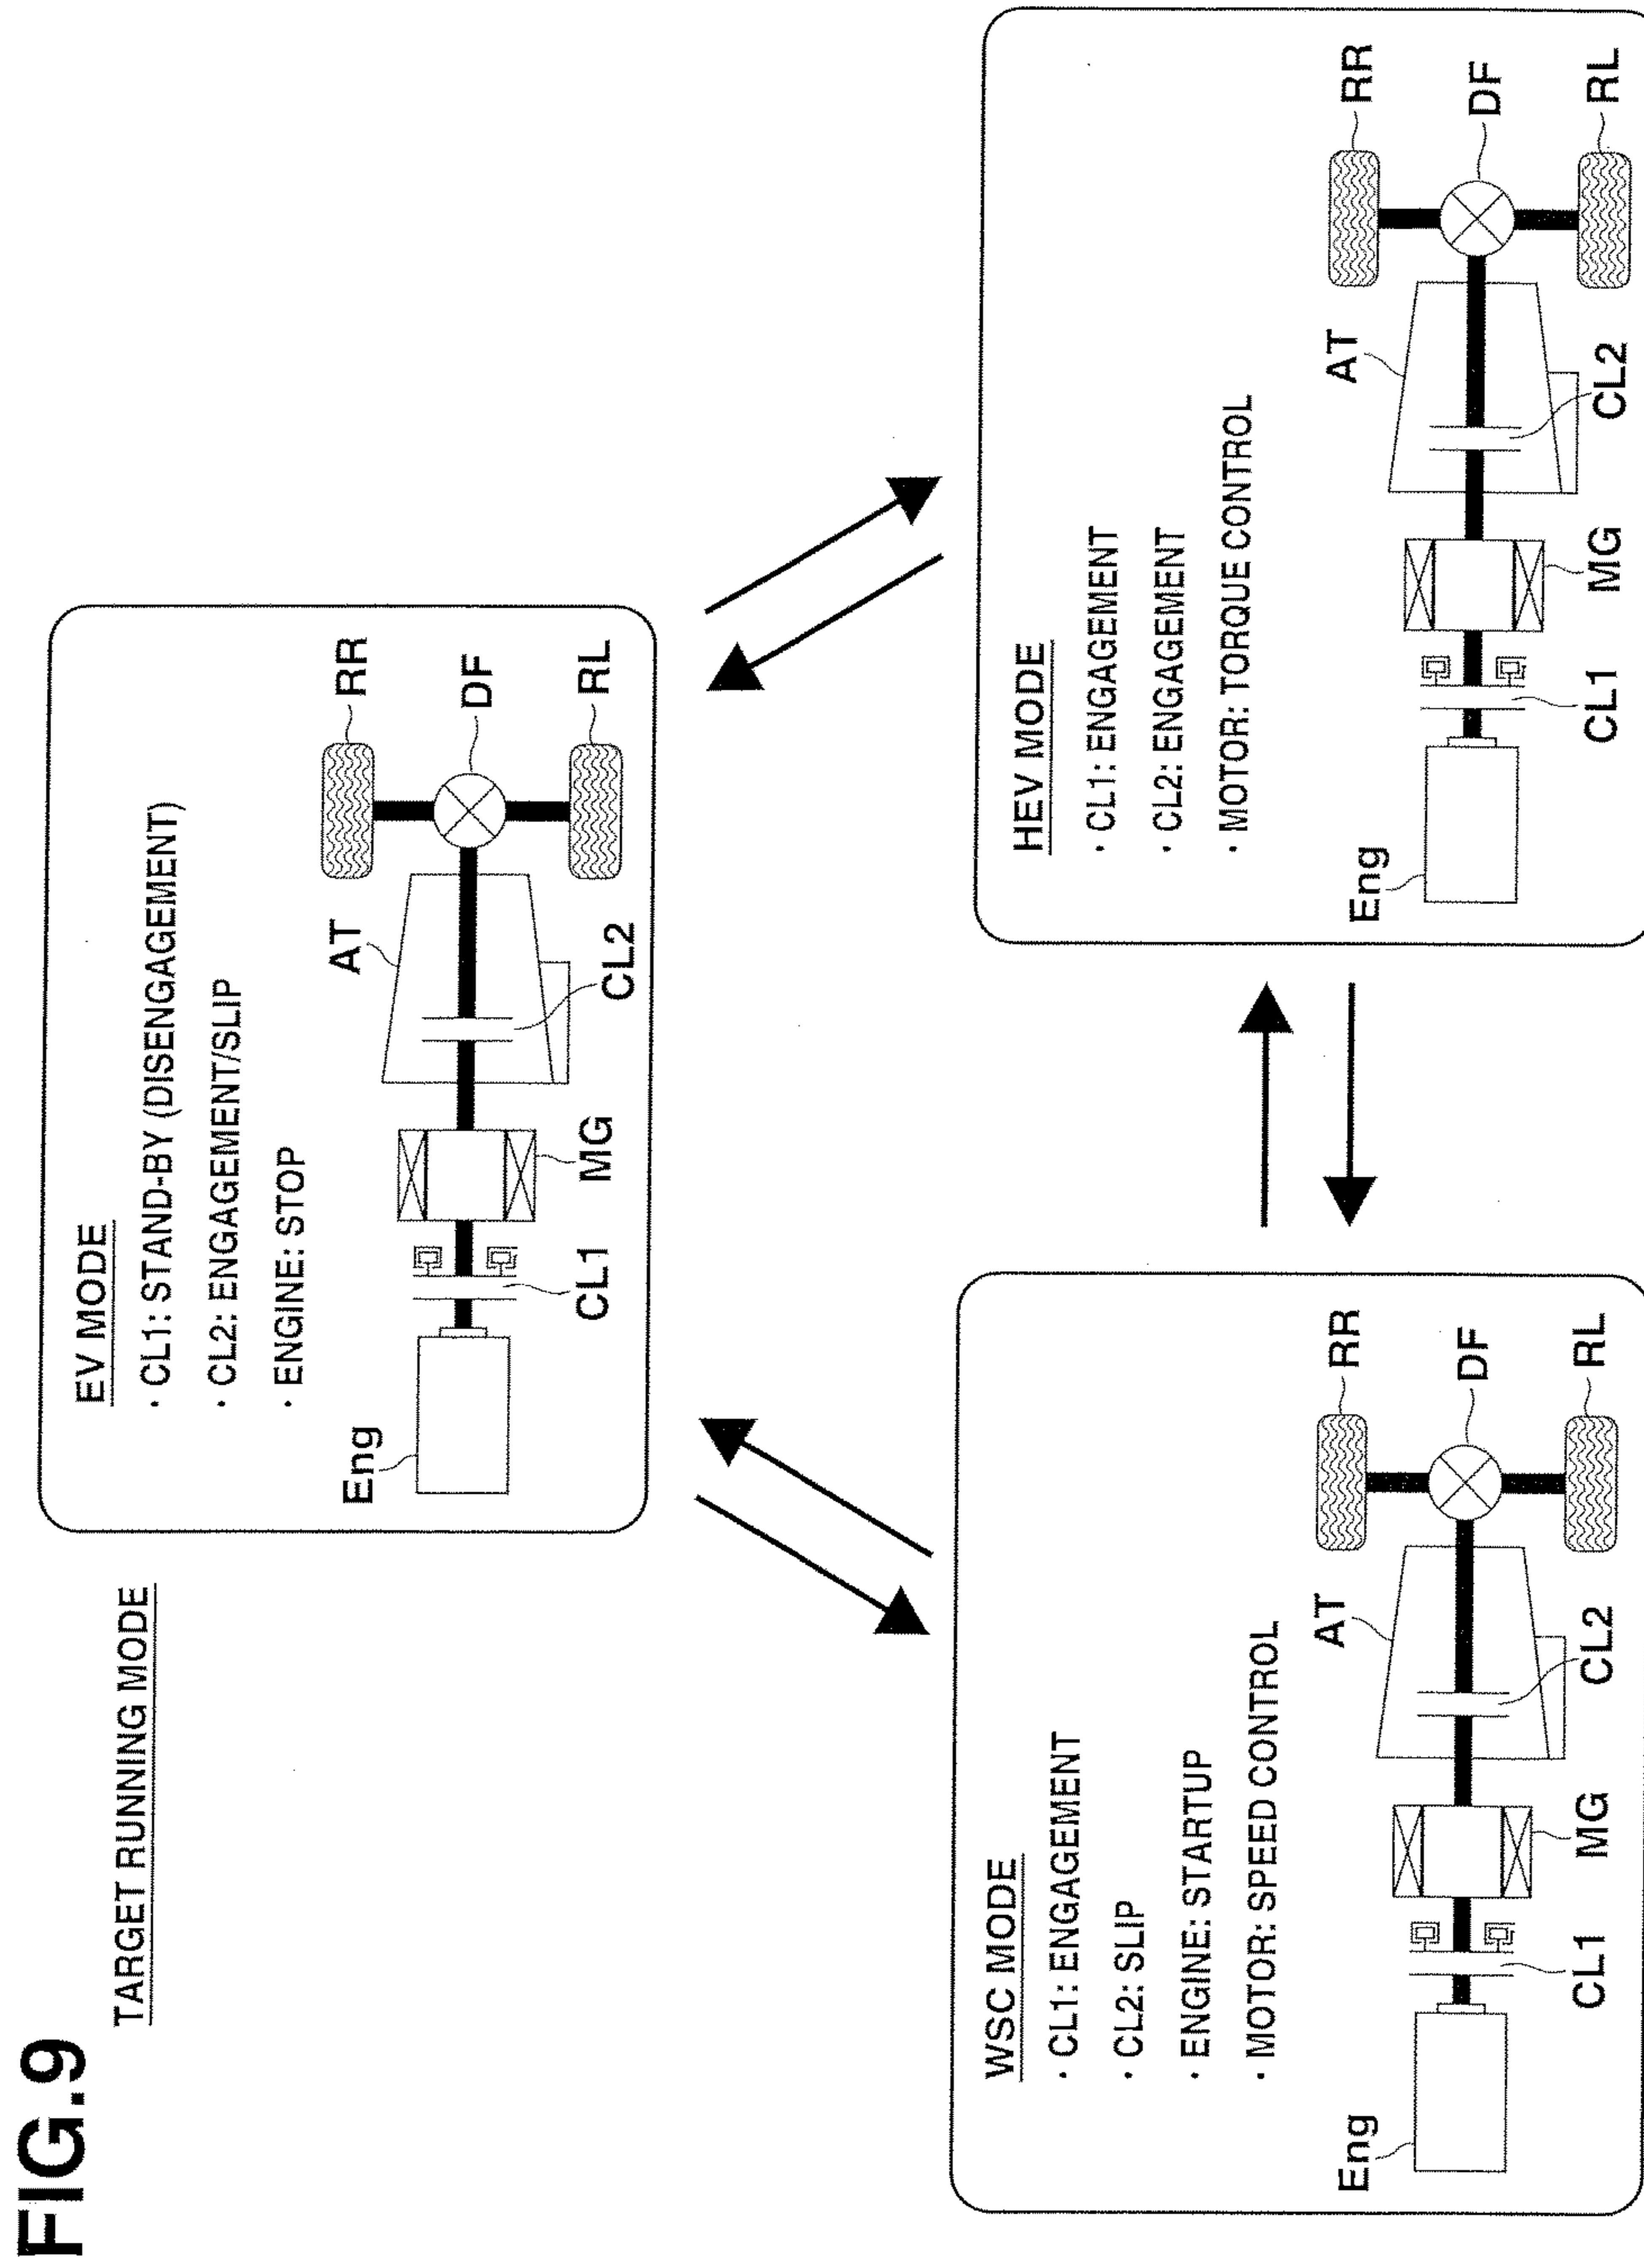 FIG.9
TARGET RUNNING MODE
EV MODE
· CL1: STAND-BY (DISENGAGEMENT)
· CL2: ENGAGEMENT/SLIP
· ENGINE: STOP
Eng
AT
RR
DF
CL1
MG
CL2
RL
WSC MODE
· CL1: ENGAGEMENT
· CL2: SLIP
· ENGINE: STARTUP
· MOTOR: SPEED CONTROL
Eng
AT
RR
DF
CL1
MG
CL2
RL
HEV MODE
· CL1: ENGAGEMENT
· CL2: ENGAGEMENT
· MOTOR: TORQUE CONTROL
Eng
AT
RR
DF
CL1
MG
CL2
RL